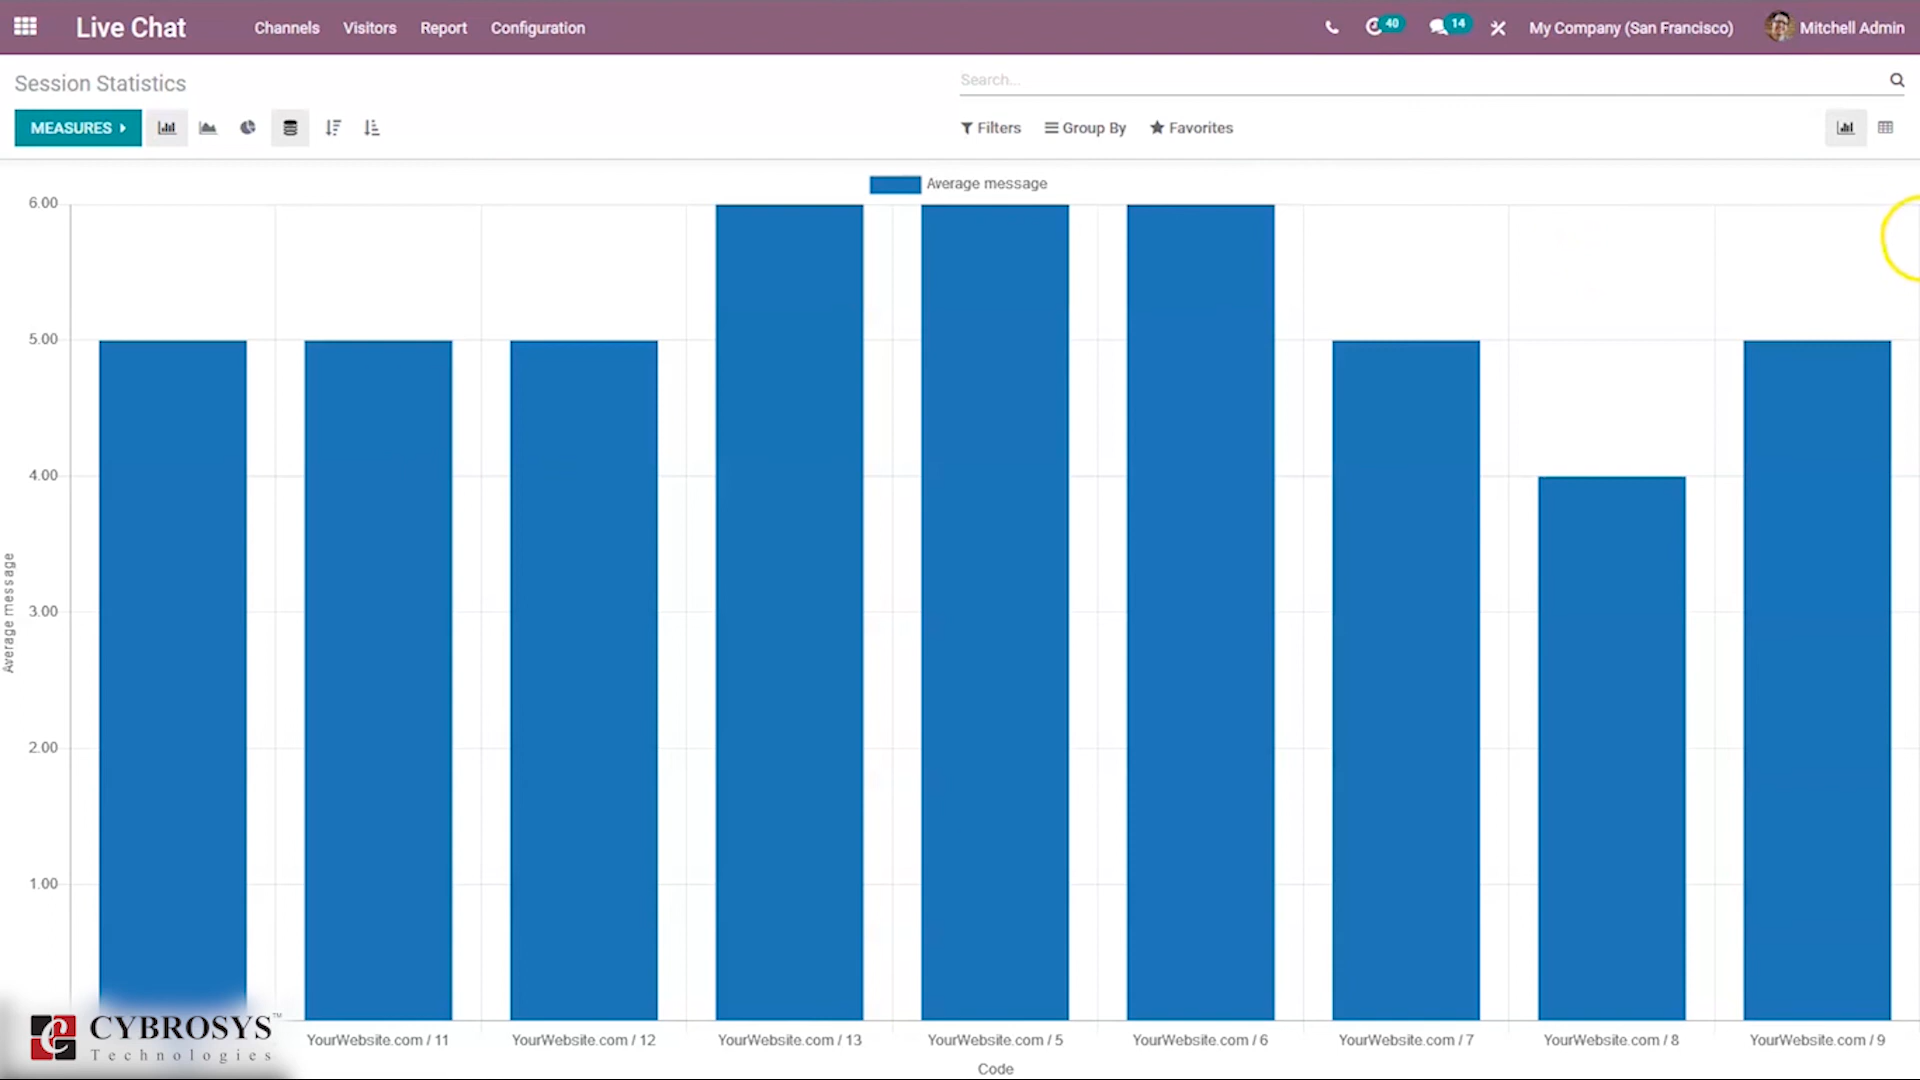 Live Chat Channels Visitors Report Configuration 40 14 My Company (San Francisco) Mitchell Admin
Session Statistics Search...
MEASURES Filters Group By Favorites
Average message
6.00
5.00
4.00
3.00
2.00
1.00
Average message
YourWebsite.com / 11 YourWebsite.com / 12 YourWebsite.com / 13 YourWebsite.com / 5 YourWebsite.com / 6 YourWebsite.com / 7 YourWebsite.com / 8 YourWebsite.com / 9
Code
CYBROSYS™
Technologies